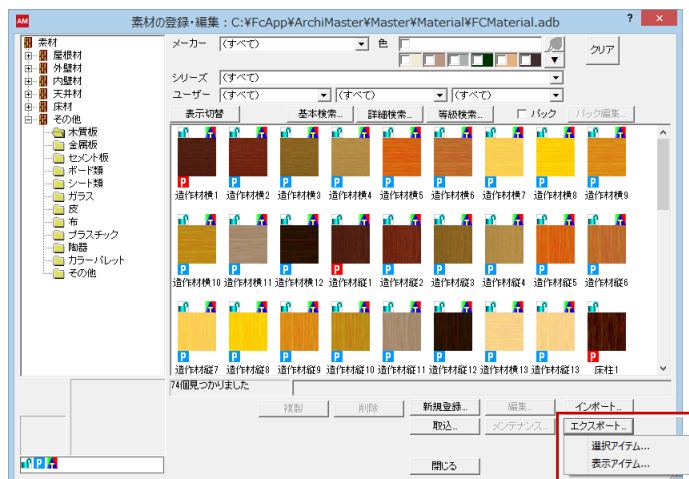 AM 素材の登録・編集：C:¥FcApp¥ArchiMaster¥Master¥Material¥FCMaterial.adb ? ×
素材
屋根材
外壁材
内壁材
天井材
床材
その他
木質板
金属板
セメント板
ボード類
シート類
ガラス
皮
布
プラスチック
陶器
カラーパレット
その他
メーカー (すべて) 色 クリア
シリーズ (すべて)
ユーザー (すべて) (すべて) (すべて)
表示切替 基本検索... 詳細検索... 等級検索... パック パック編集...
P P P P P P P P P
造作材横1 造作材横2 造作材横3 造作材横4 造作材横5 造作材横6 造作材横7 造作材横8 造作材横9
P P P P P P P P P
造作材横10 造作材横11 造作材横12 造作材縦1 造作材縦2 造作材縦3 造作材縦4 造作材縦5 造作材縦6
P P P P P P P P P
造作材縦7 造作材縦8 造作材縦9 造作材縦10 造作材縦11 造作材縦12 造作材横13 造作材縦13 床柱1
74個見つかりました
複製 削除 新規登録... 編集... インポート...
取込... メンテナンス... エクスポート...
選択アイテム...
表示アイテム...
P
閉じる